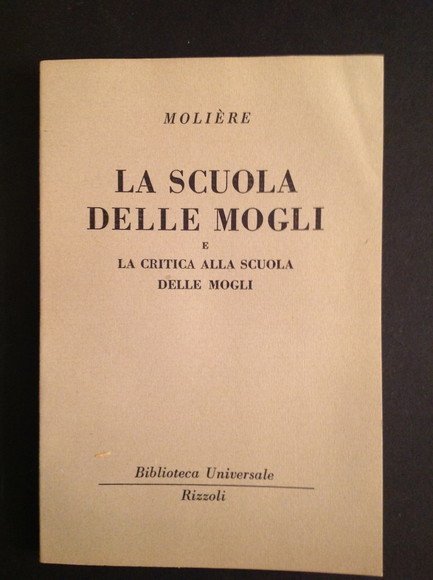 MOLIÈRE
LA SCUOLA
DELLE MOGLI
E
LA CRITICA ALLA SCUOLA
DELLE MOGLI
Biblioteca Universale
Rizzoli